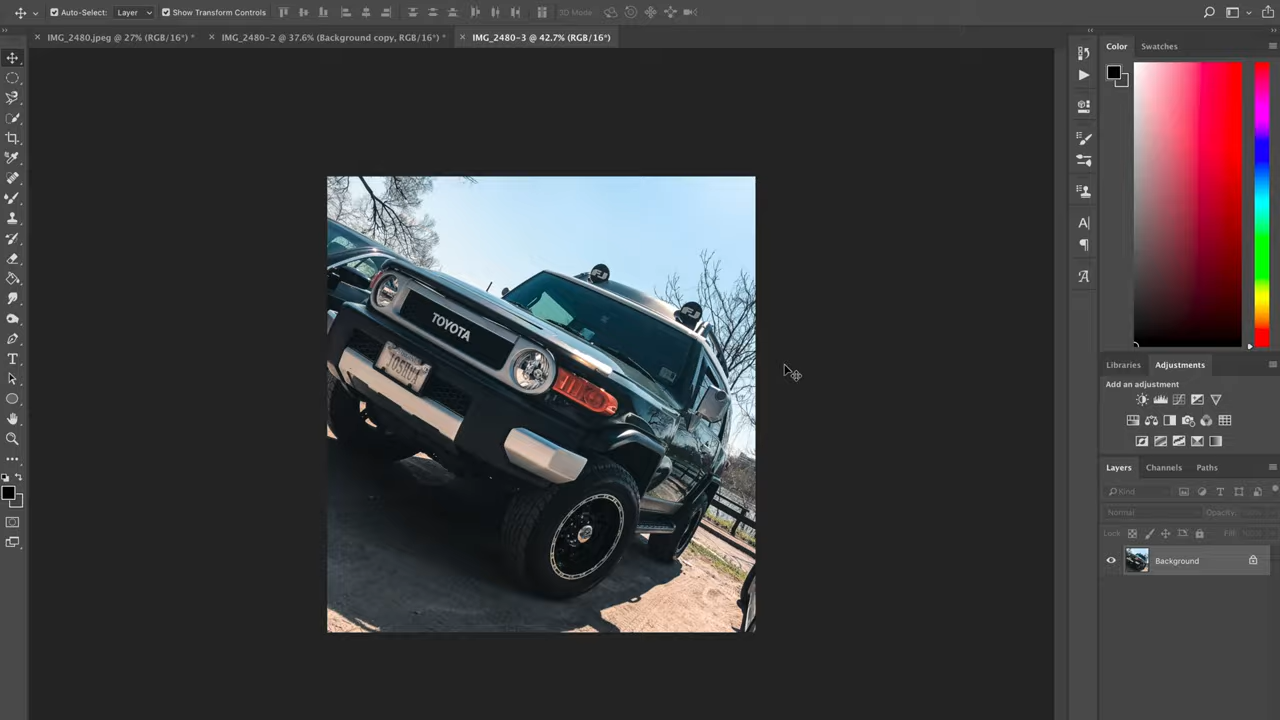 Auto-Select: Layer Show Transform Controls 3D Mode:
IMG_2480.jpeg @ 27% (RGB/16*) * IMG_2480-2 @ 37.6% (Background copy, RGB/16*) * IMG_2480-3 @ 42.7% (RGB/16*)
Color Swatches
FJ
FJ
TOYOTA
Libraries Adjustments
Add an adjustment
Layers Channels Paths
Kind
Normal Opacity:
Lock: Fill:
Background